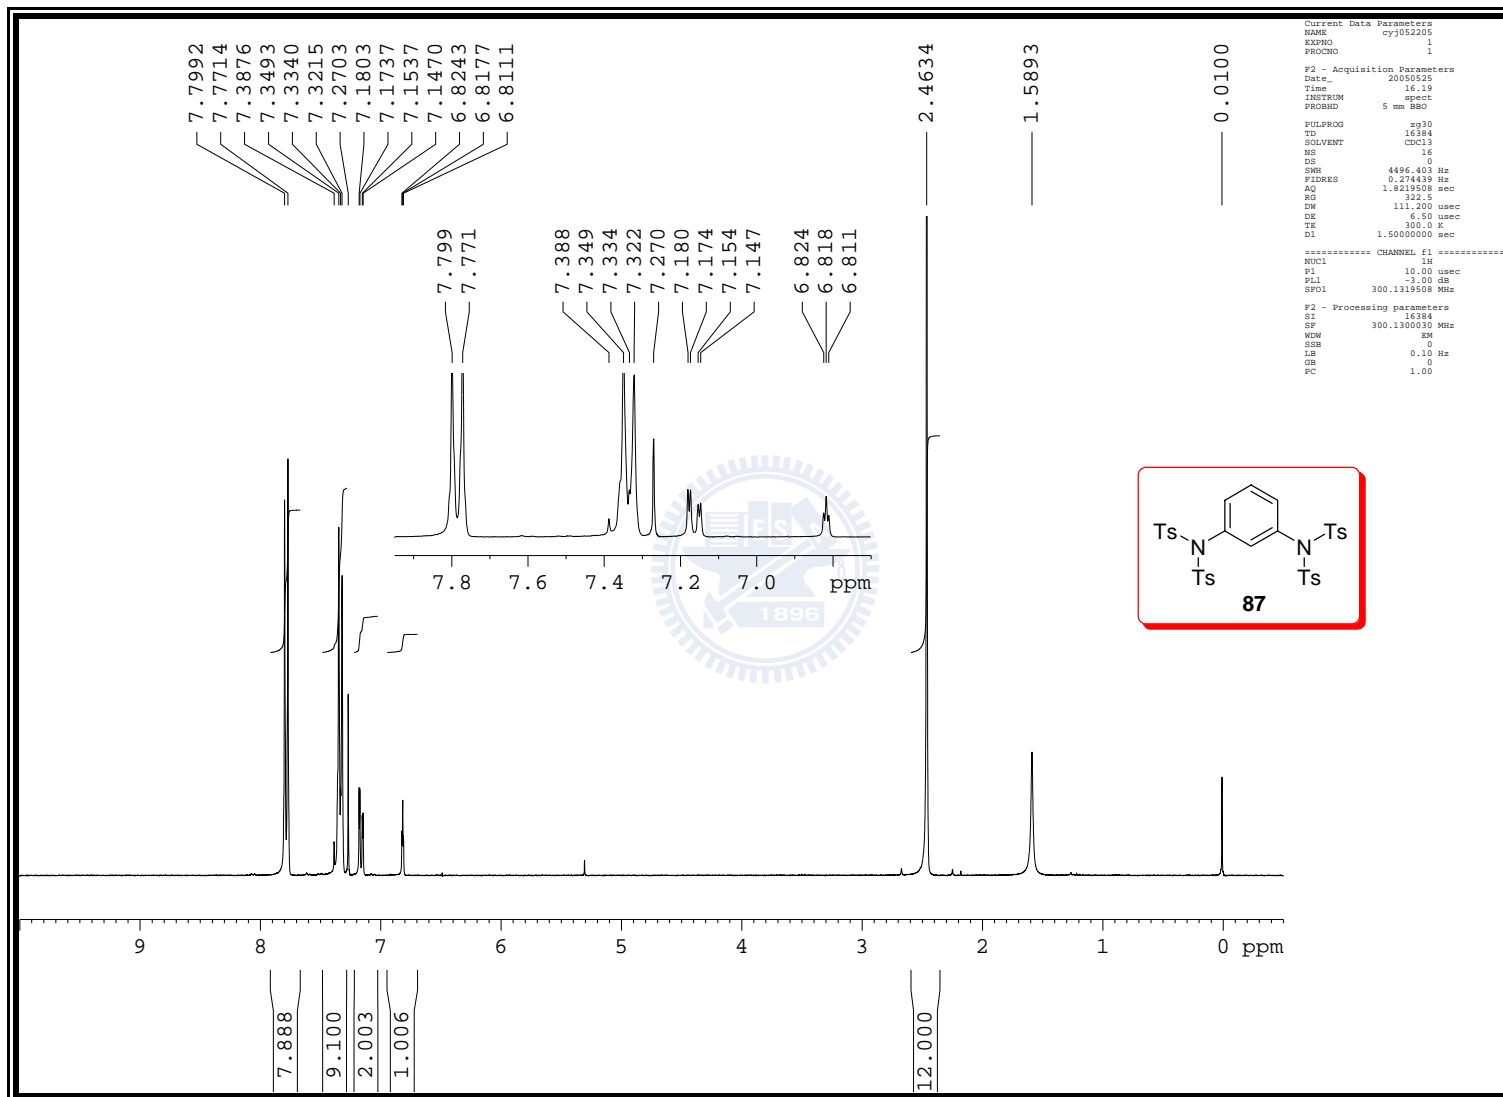 7.7992
7.7714
7.3876
7.3493
7.3340
7.3215
7.2703
7.1803
7.1737
7.1537
7.1470
6.8243
6.8177
6.8111
2.4634
1.5893
0.0100
Current Data Parameters
NAME cyj052205
EXPNO 1
PROCNO 1
F2 - Acquisition Parameters
Date_ 20050525
Time 16.19
INSTRUM spect
PROBHD 5 mm BBO
PULPROG zg30
TD 16384
SOLVENT CDCl3
NS 16
DS 0
SWH 4496.403 Hz
FIDRES 0.274439 Hz
AQ 1.8219508 sec
RG 322.5
DW 111.200 usec
DE 6.50 usec
TE 300.0 K
D1 1.50000000 sec
============ CHANNEL f1 ============
NUC1 1H
P1 10.00 usec
PL1 -3.00 dB
SFO1 300.1319508 MHz
F2 - Processing parameters
SI 16384
SF 300.1300030 MHz
WDW EM
SSB 0
LB 0.10 Hz
GB 0
PC 1.00
7.799
7.771
7.388
7.349
7.334
7.322
7.270
7.180
7.174
7.154
7.147
6.824
6.818
6.811
7.8 7.6 7.4 7.2 7.0 ppm
ES
1896
Ts N Ts
Ts N Ts
87
9 8 7 6 5 4 3 2 1 0 ppm
7.888
9.100
2.003
1.006
12.000